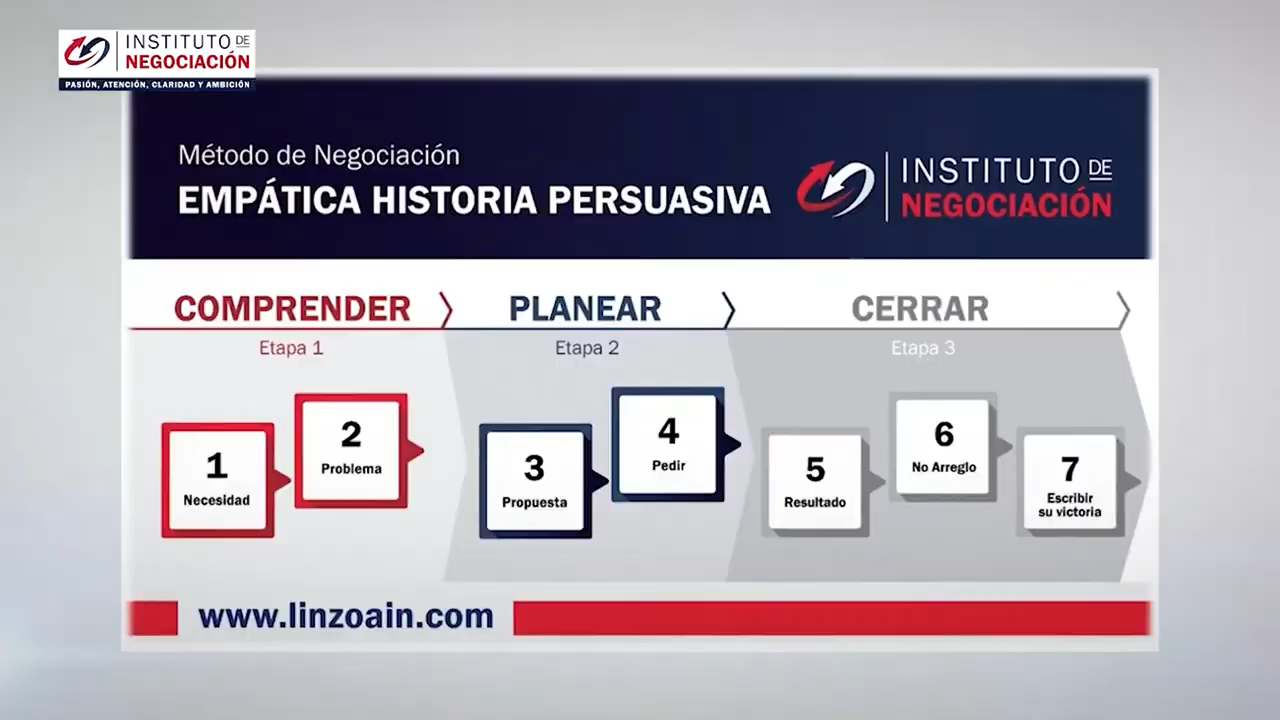 INSTITUTO DE
NEGOCIACIÓN
PASIÓN, ATENCIÓN, CLARIDAD Y AMBICIÓN
Método de Negociación
EMPÁTICA HISTORIA PERSUASIVA
INSTITUTO DE
NEGOCIACIÓN
COMPRENDER
Etapa 1
1
Necesidad
2
Problema
PLANEAR
Etapa 2
3
Propuesta
4
Pedir
CERRAR
Etapa 3
5
Resultado
6
No Arreglo
7
Escribir
su victoria
www.linzoain.com